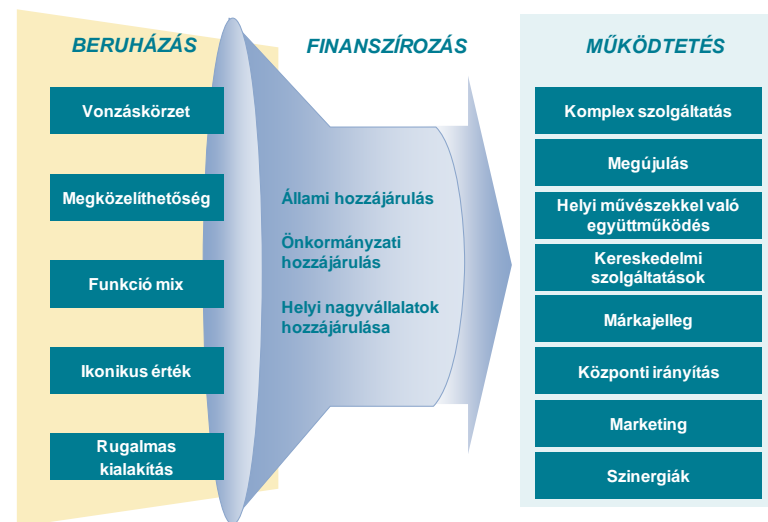 BERUHÁZÁS
Vonzáskörzet
Megközelíthetőség
Funkció mix
Ikonikus érték
Rugalmas
kialakítás
FINANSZÍROZÁS
Állami hozzájárulás
Önkormányzati
hozzájárulás
Helyi nagyvállalatok
hozzájárulása
MŰKÖDTETÉS
Komplex szolgáltatás
Megújulás
Helyi művészekkel való
együttműködés
Kereskedelmi
szolgáltatások
Márkajelleg
Központi irányítás
Marketing
Szinergiák